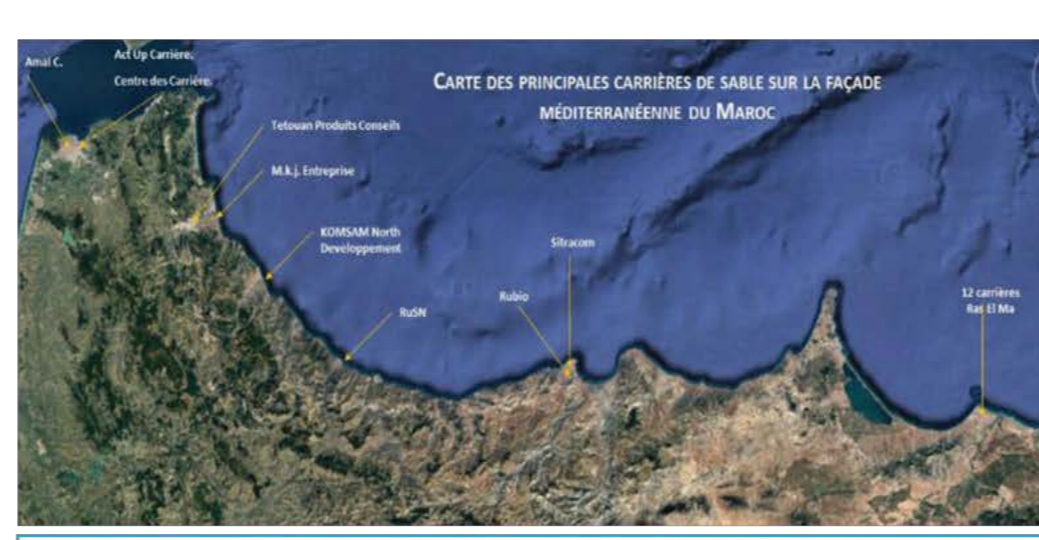 CARTE DES PRINCIPALES CARRIÈRES DE SABLE SUR LA FAÇADE
MÉDITERRANÉENNE DU MAROC
Amal C.
Act Up Carrière.
Centre des Carrière.
Tetouan Produits Conseils
M.k.j. Entreprise
KOMSAM North
Developpement
RuSN
Rubio
Sitracom
12 carrières
Ras El Ma